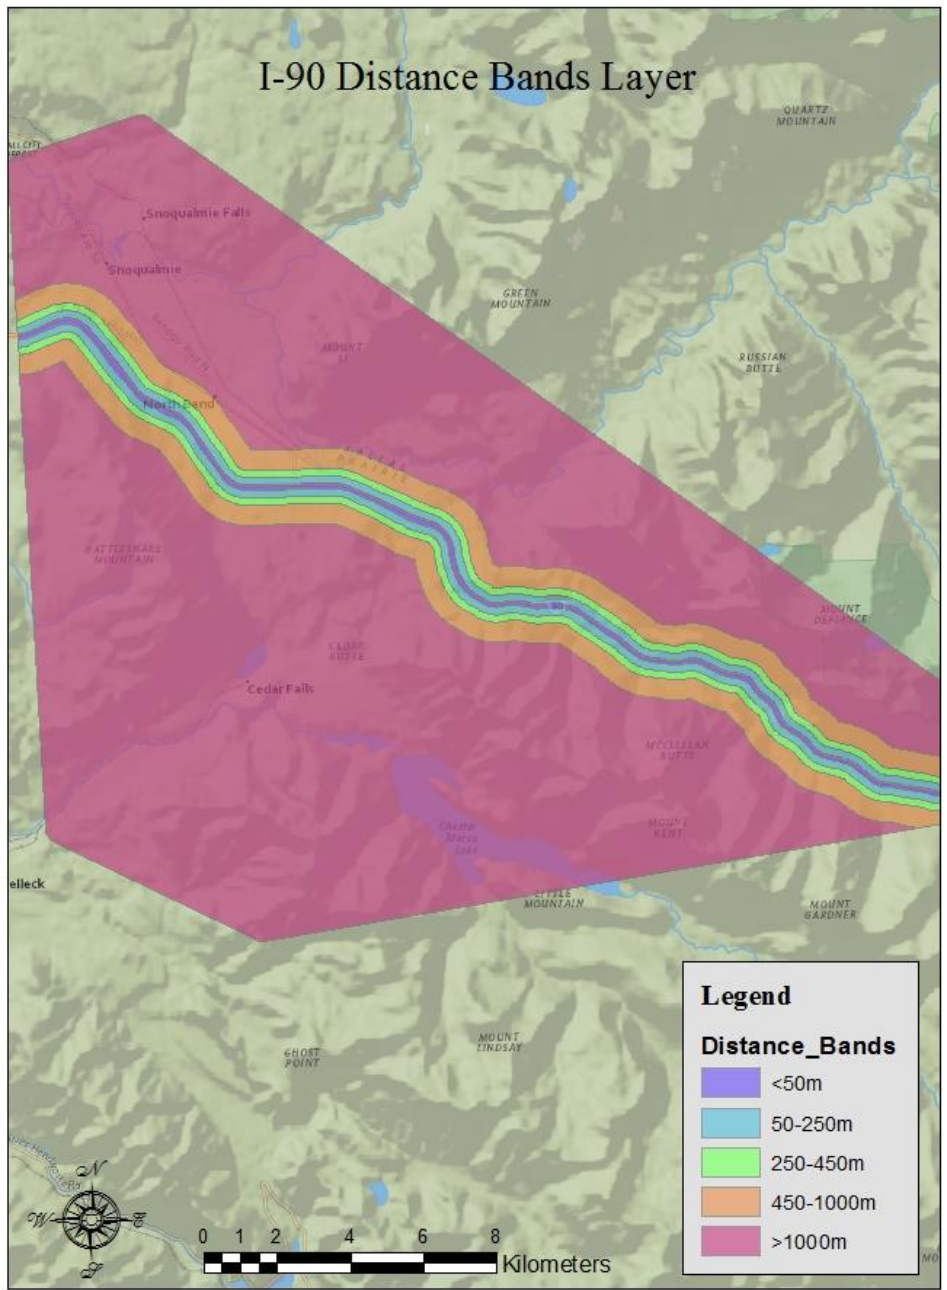 I-90 Distance Bands Layer
QUARTZ
MOUNTAIN
Snoqualmie Falls
Snoqualmie
GREEN
MOUNTAIN
MOUNT
SI
RUSSIAN
BUTTE
North Bend
PRAIRIE
RATTLESNAKE
MOUNTAIN
90
MOUNT
DEFIANCE
CEDAR
BUTTE
Cedar Falls
MCCLELLAN
BUTTE
Chester
Morse
Lake
MOUNT
KENT
elleck
LITTLE
MOUNTAIN
MOUNT
GARDNER
MOUNT
LINDSAY
GHOST
POINT
Legend
Distance_Bands
<50m
50-250m
250-450m
450-1000m
>1000m
N
W E
S
0 1 2 4 6 8
Kilometers
MO